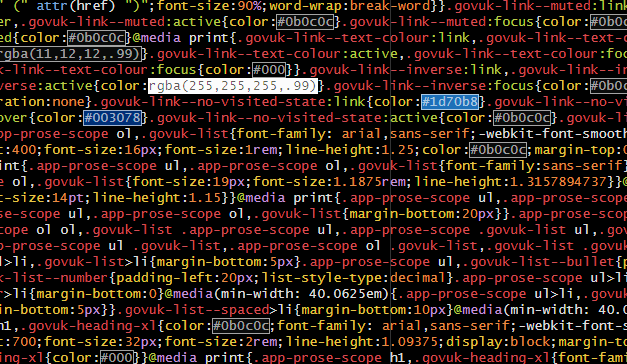 " (" attr(href) ")";font-size:90%;word-wrap:break-word}}.govuk-link--muted:link
er,.govuk-link--muted:active{color:#0b0c0c}.govuk-link--muted:focus{color:#0b0
ed{color:#0b0c0c}@media print{.govuk-link--text-colour:link,.govuk-link--text-
rgba(11,12,12,.99)}.govuk-link--text-colour:active,.govuk-link--text-colour:fo
k--text-colour:focus{color:#000}}.govuk-link--inverse:link,.govuk-link--invers
verse:active{color:rgba(255,255,255,.99)}.govuk-link--inverse:focus{color:#0b0
ration:none}.govuk-link--no-visited-state:link{color:#1d70b8}.govuk-link--no-vi
over{color:#003078}.govuk-link--no-visited-state:active{color:#0b0c0c}.govuk-l
app-prose-scope ol,.govuk-list{font-family: arial,sans-serif;-webkit-font-smooth
t:400;font-size:16px;font-size:1rem;line-height:1.25;color:#0b0c0c;margin-top:0
int{.app-prose-scope ul,.app-prose-scope ol,.govuk-list{font-family:sans-serif}
e ol,.govuk-list{font-size:19px;font-size:1.1875rem;line-height:1.3157894737}}@
t-size:14pt;line-height:1.15}}@media print{.app-prose-scope ul,.app-prose-scope
se-scope ul,.app-prose-scope ol,.govuk-list{margin-bottom:20px}}.app-prose-scope
ope ol ol,.govuk-list .app-prose-scope ul,.app-prose-scope ul .govuk-list,.govuk
p-prose-scope ul .govuk-list,.app-prose-scope ol .govuk-list,.govuk-list .govuk
ol>li,.govuk-list>li{margin-bottom:5px}.app-prose-scope ul,.govuk-list--bullet{p
k-list--number{padding-left:20px;list-style-type:decimal}.app-prose-scope ul>li
r>li{margin-bottom:0}@media(min-width: 40.0625em){.app-prose-scope ul>li,.app-p
om:5px}}.govuk-list--spaced>li{margin-bottom:10px}@media(min-width: 40.0
h1,.govuk-heading-xl{color:#0b0c0c;font-family: arial,sans-serif;-webkit-font-s
t:700;font-size:32px;font-size:2rem;line-height:1.09375;display:block;margin-to
ing-xl{color:#000}}@media print{.app-prose-scope h1,.govuk-heading-xl{font-fami